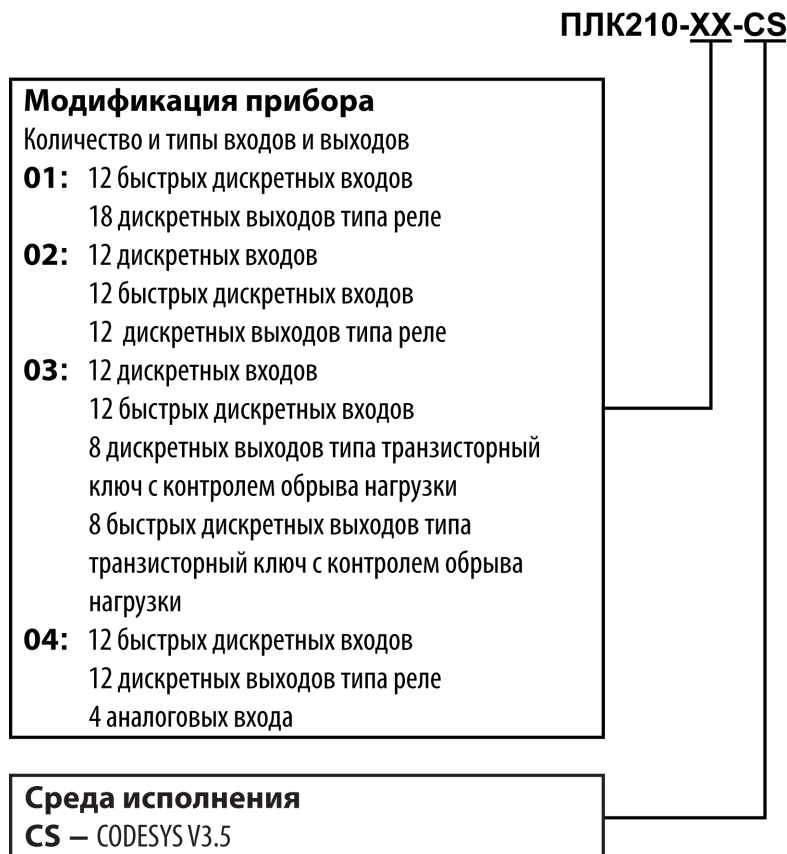 ПЛК210-XX-CS
Модификация прибора
Количество и типы входов и выходов
01: 12 быстрых дискретных входов
18 дискретных выходов типа реле
02: 12 дискретных входов
12 быстрых дискретных входов
12 дискретных выходов типа реле
03: 12 дискретных входов
12 быстрых дискретных входов
8 дискретных выходов типа транзисторный
ключ с контролем обрыва нагрузки
8 быстрых дискретных выходов типа
транзисторный ключ с контролем обрыва
нагрузки
04: 12 быстрых дискретных входов
12 дискретных выходов типа реле
4 аналоговых входа
Среда исполнения
CS – CODESYS V3.5